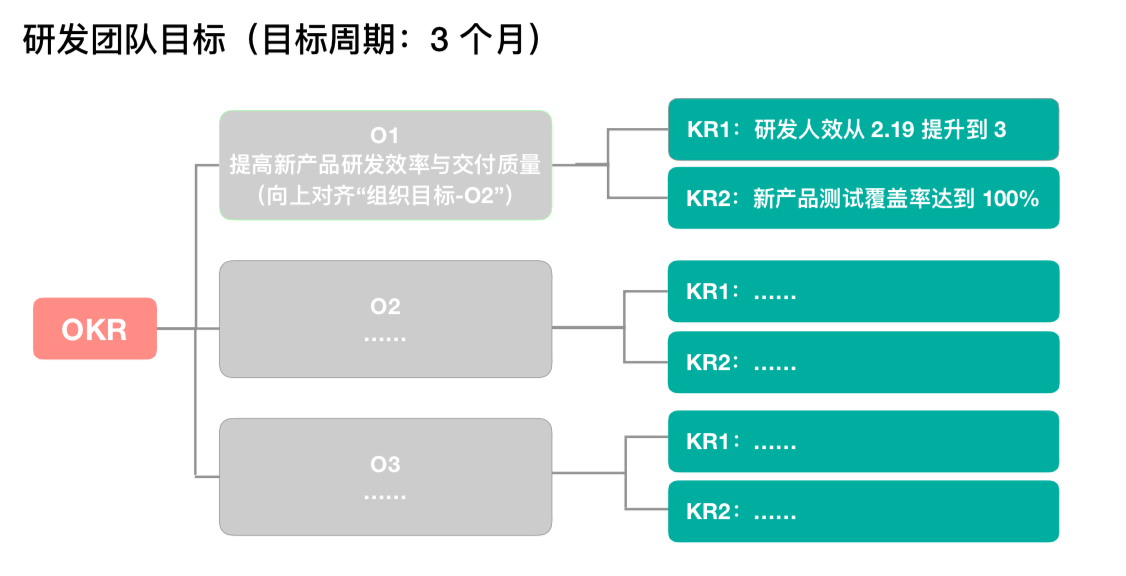 研发团队目标（目标周期：3 个月）
OKR
O1
提高新产品研发效率与交付质量
（向上对齐“组织目标-O2”）
KR1：研发人效从 2.19 提升到 3
KR2：新产品测试覆盖率达到 100%
O2
……
KR1：……
KR2：……
O3
……
KR1：……
KR2：……